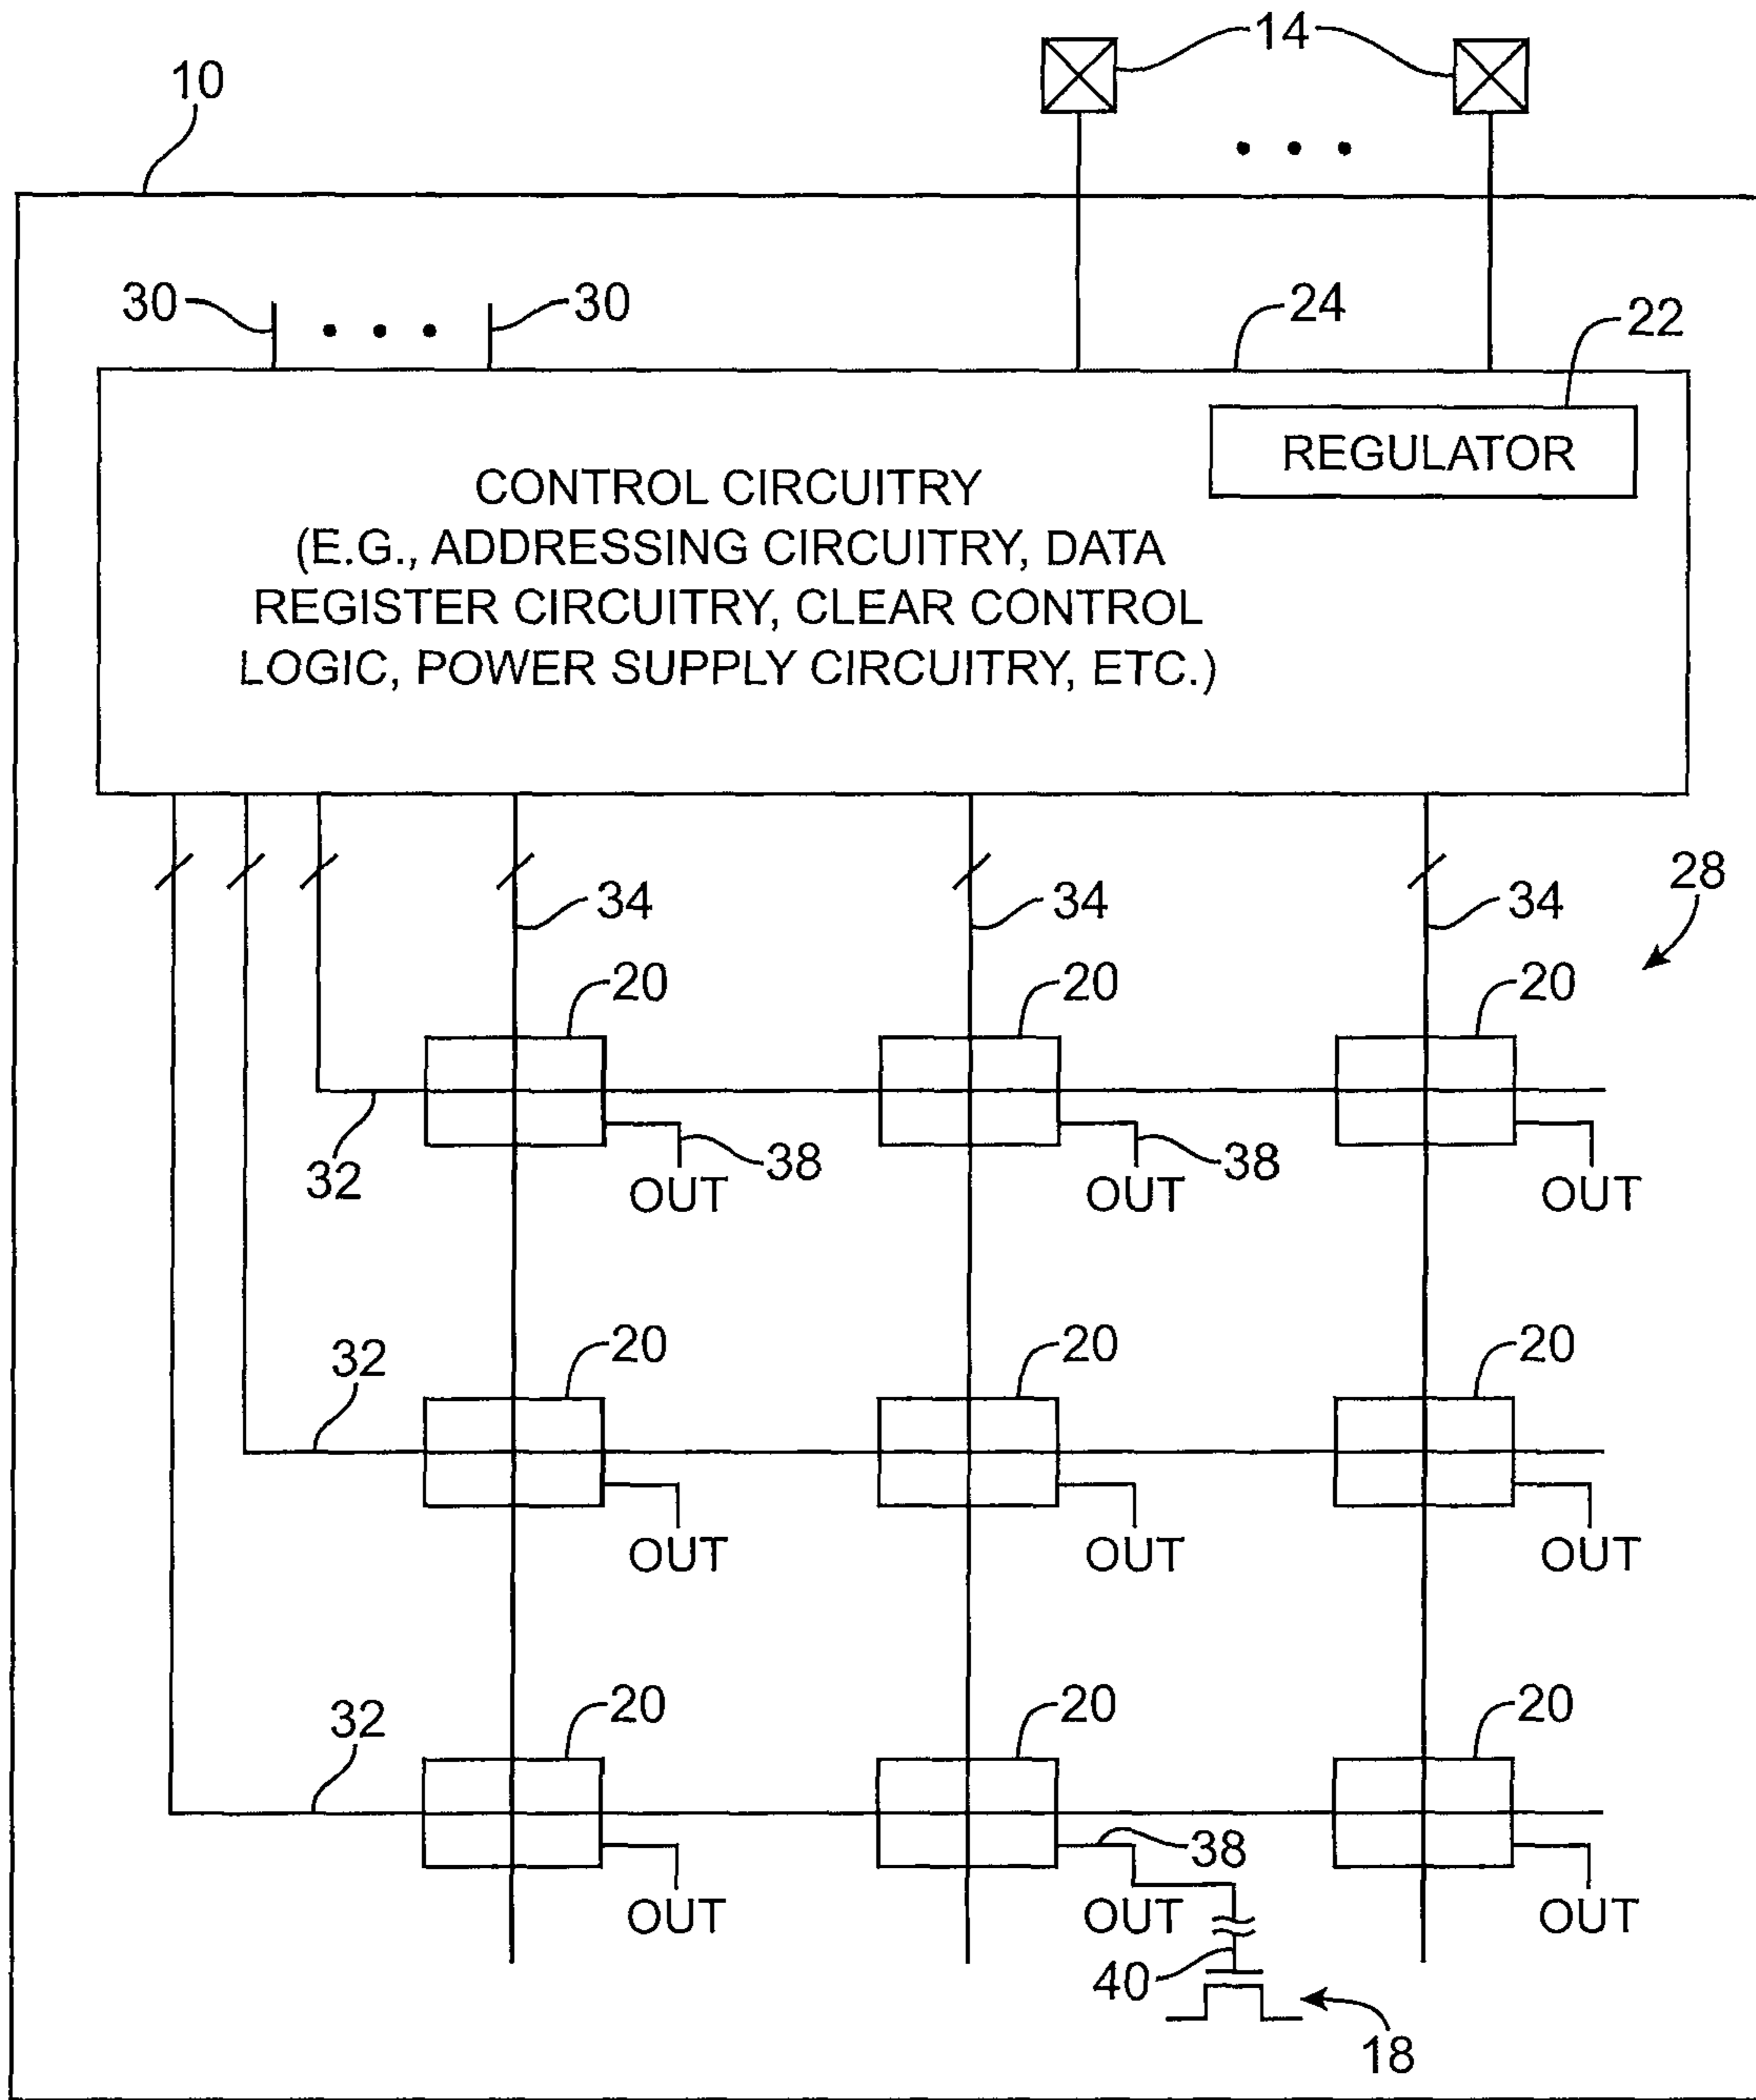 14
10
30 30
24
22
REGULATOR
CONTROL CIRCUITRY
(E.G., ADDRESSING CIRCUITRY, DATA
REGISTER CIRCUITRY, CLEAR CONTROL
LOGIC, POWER SUPPLY CIRCUITRY, ETC.)
28
34 34 34
20 20 20
32
38 38
OUT OUT OUT
20 20 20
32
OUT OUT OUT
20 20 20
32
38
OUT OUT OUT
40
18